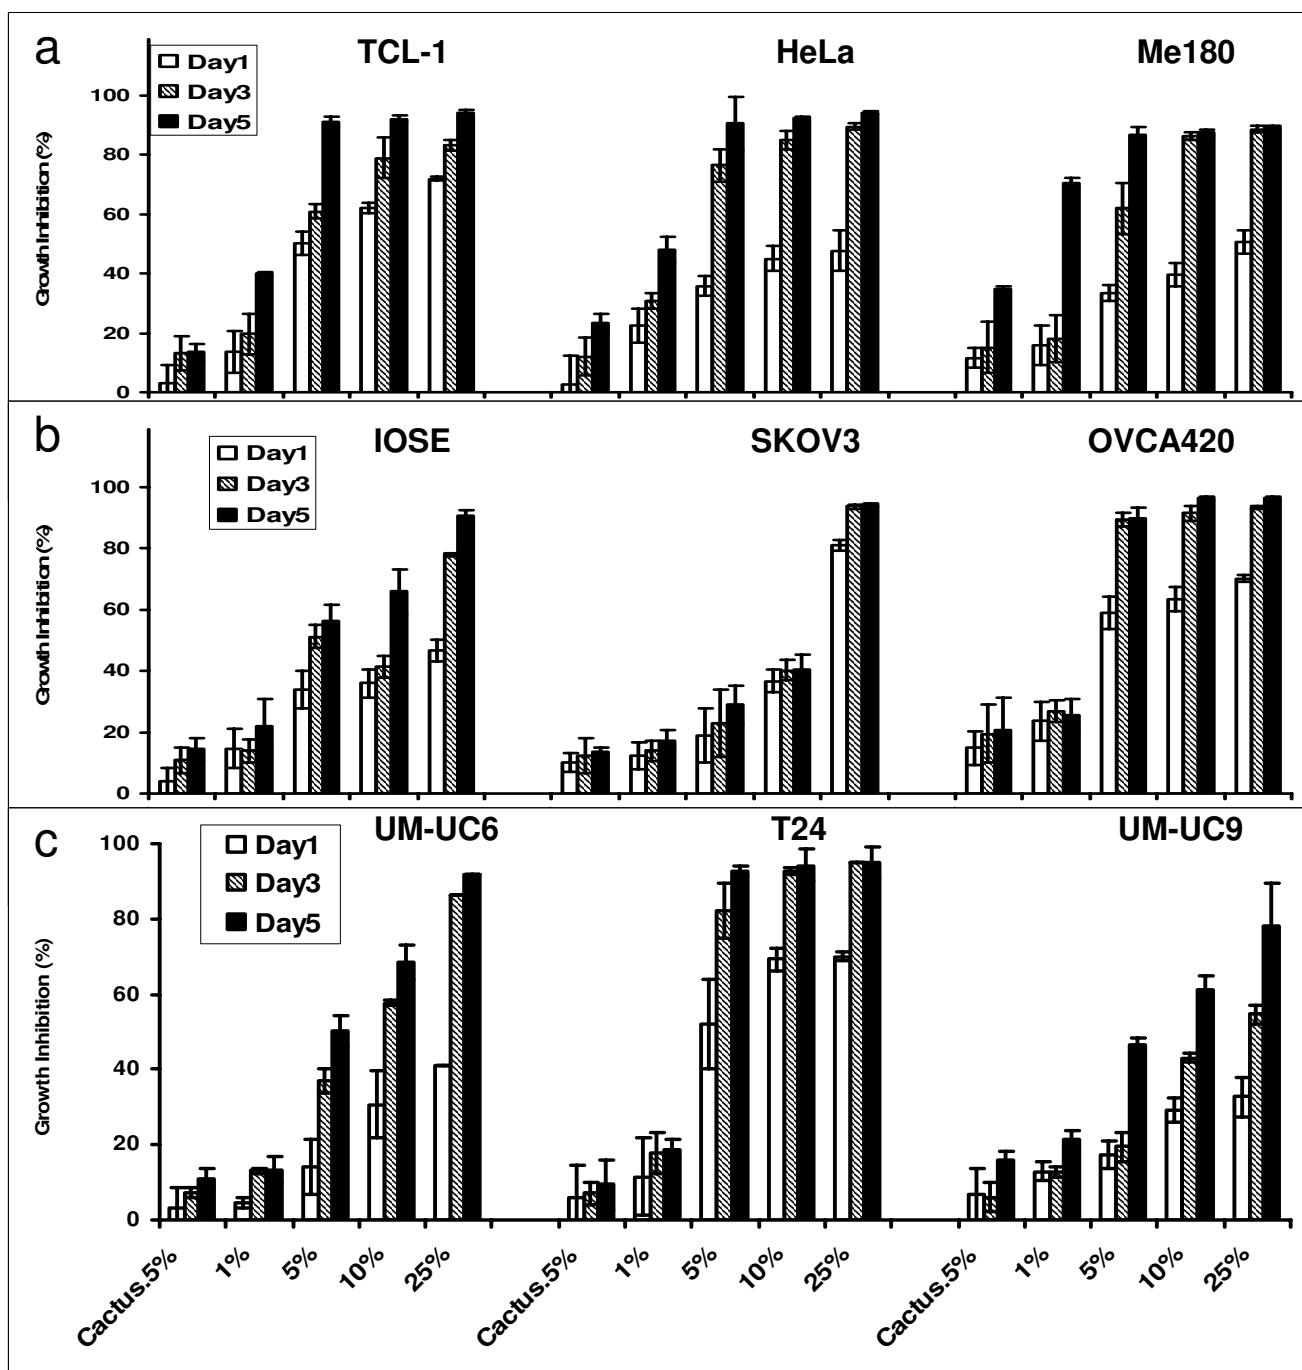 a
TCL-1
HeLa
Me180
Day1
Day3
Day5
Growth Inhibition (%)
100
80
60
40
20
0
b
IOSE
SKOV3
OVCA420
Day1
Day3
Day5
Growth Inhibition (%)
100
80
60
40
20
0
c
UM-UC6
T24
UM-UC9
Day1
Day3
Day5
Growth Inhibition (%)
100
80
60
40
20
0
Cactus.5%
1%
5%
10%
25%
Cactus.5%
1%
5%
10%
25%
Cactus.5%
1%
5%
10%
25%